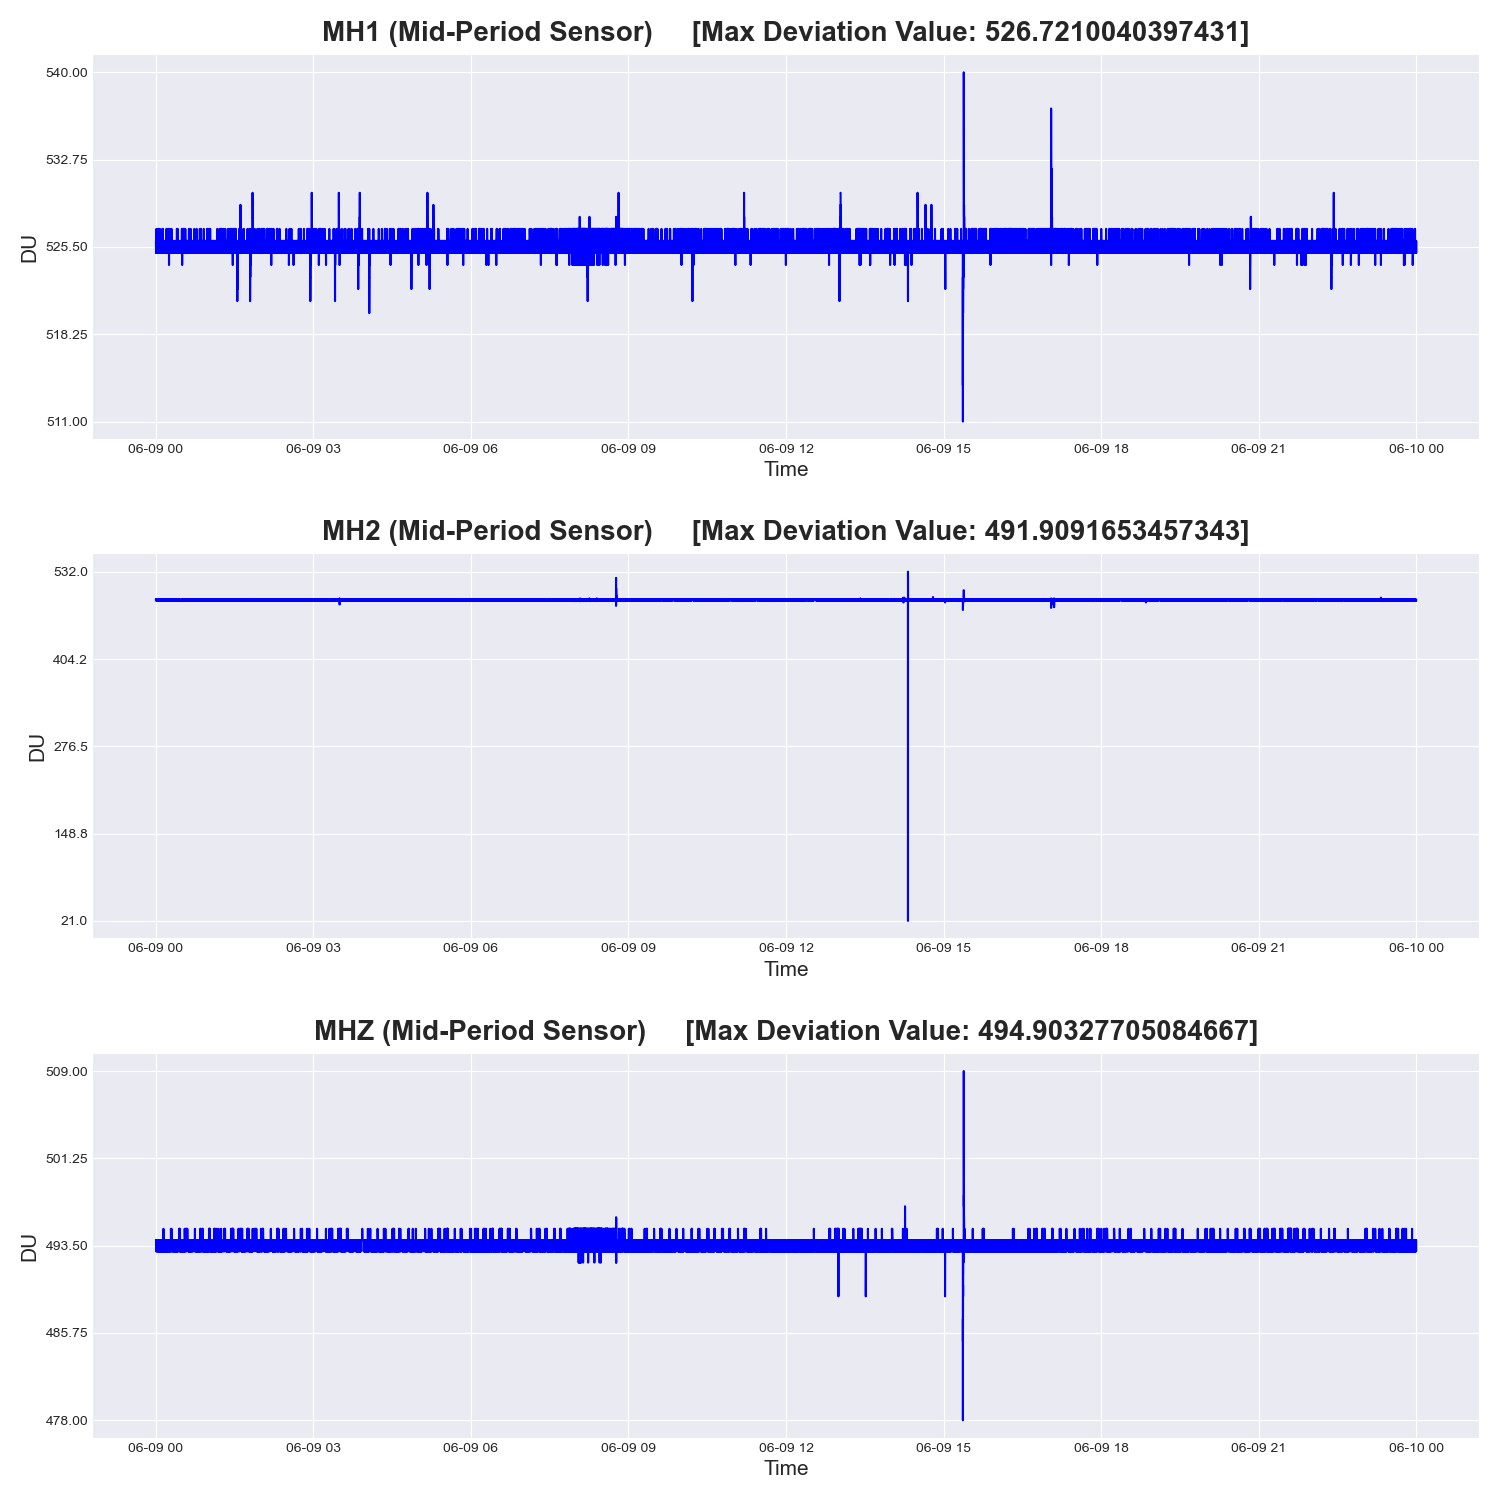 MH1 (Mid-Period Sensor) [Max Deviation Value: 526.7210040397431]
540.00
532.75
525.50
518.25
511.00
DU
06-09 00 06-09 03 06-09 06 06-09 09 06-09 12 06-09 15 06-09 18 06-09 21 06-10 00
Time
MH2 (Mid-Period Sensor) [Max Deviation Value: 491.9091653457343]
532.0
404.2
276.5
148.8
21.0
DU
06-09 00 06-09 03 06-09 06 06-09 09 06-09 12 06-09 15 06-09 18 06-09 21 06-10 00
Time
MHZ (Mid-Period Sensor) [Max Deviation Value: 494.90327705084667]
509.00
501.25
493.50
485.75
478.00
DU
06-09 00 06-09 03 06-09 06 06-09 09 06-09 12 06-09 15 06-09 18 06-09 21 06-10 00
Time